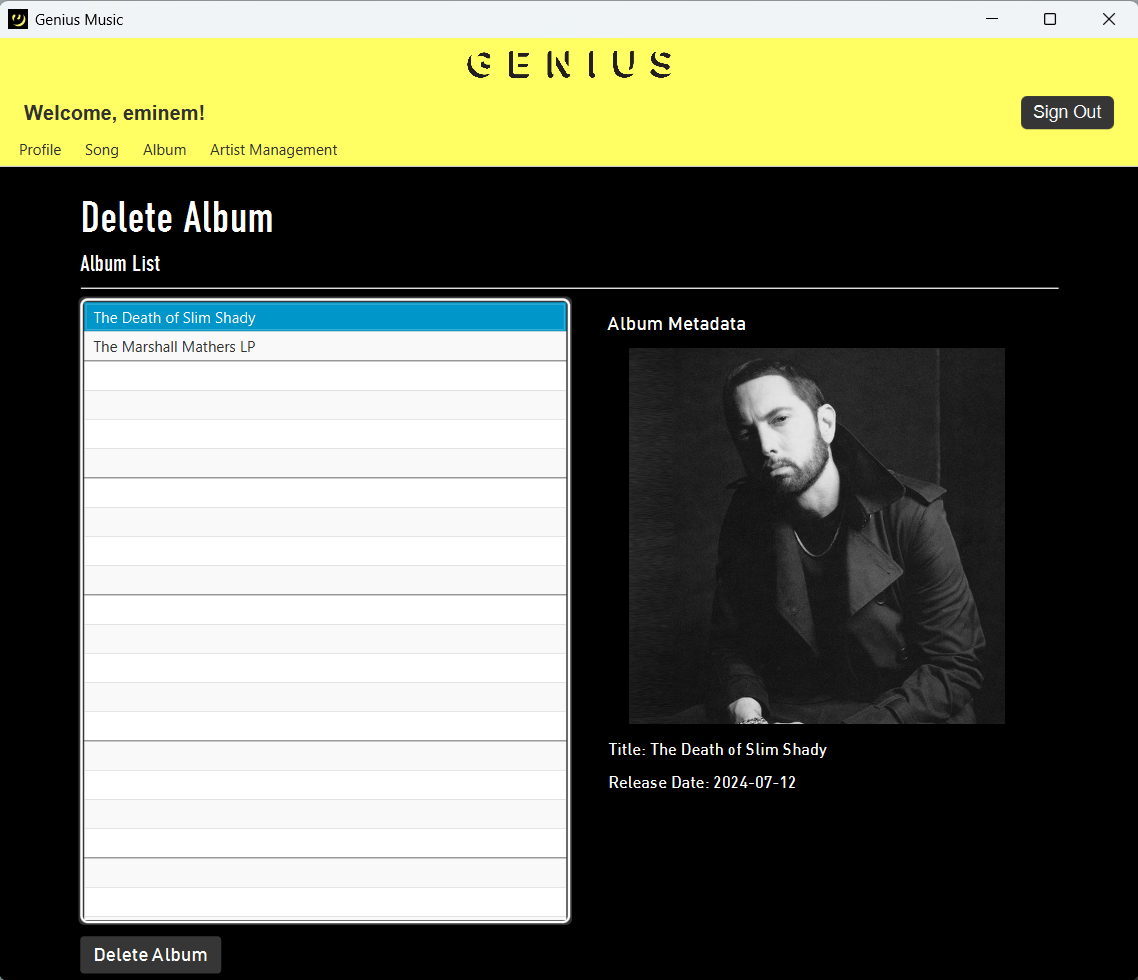 Genius Music
GENIUS
Welcome, eminem!
Sign Out
Profile Song Album Artist Management
Delete Album
Album List
The Death of Slim Shady
The Marshall Mathers LP
Album Metadata
Title: The Death of Slim Shady
Release Date: 2024-07-12
Delete Album